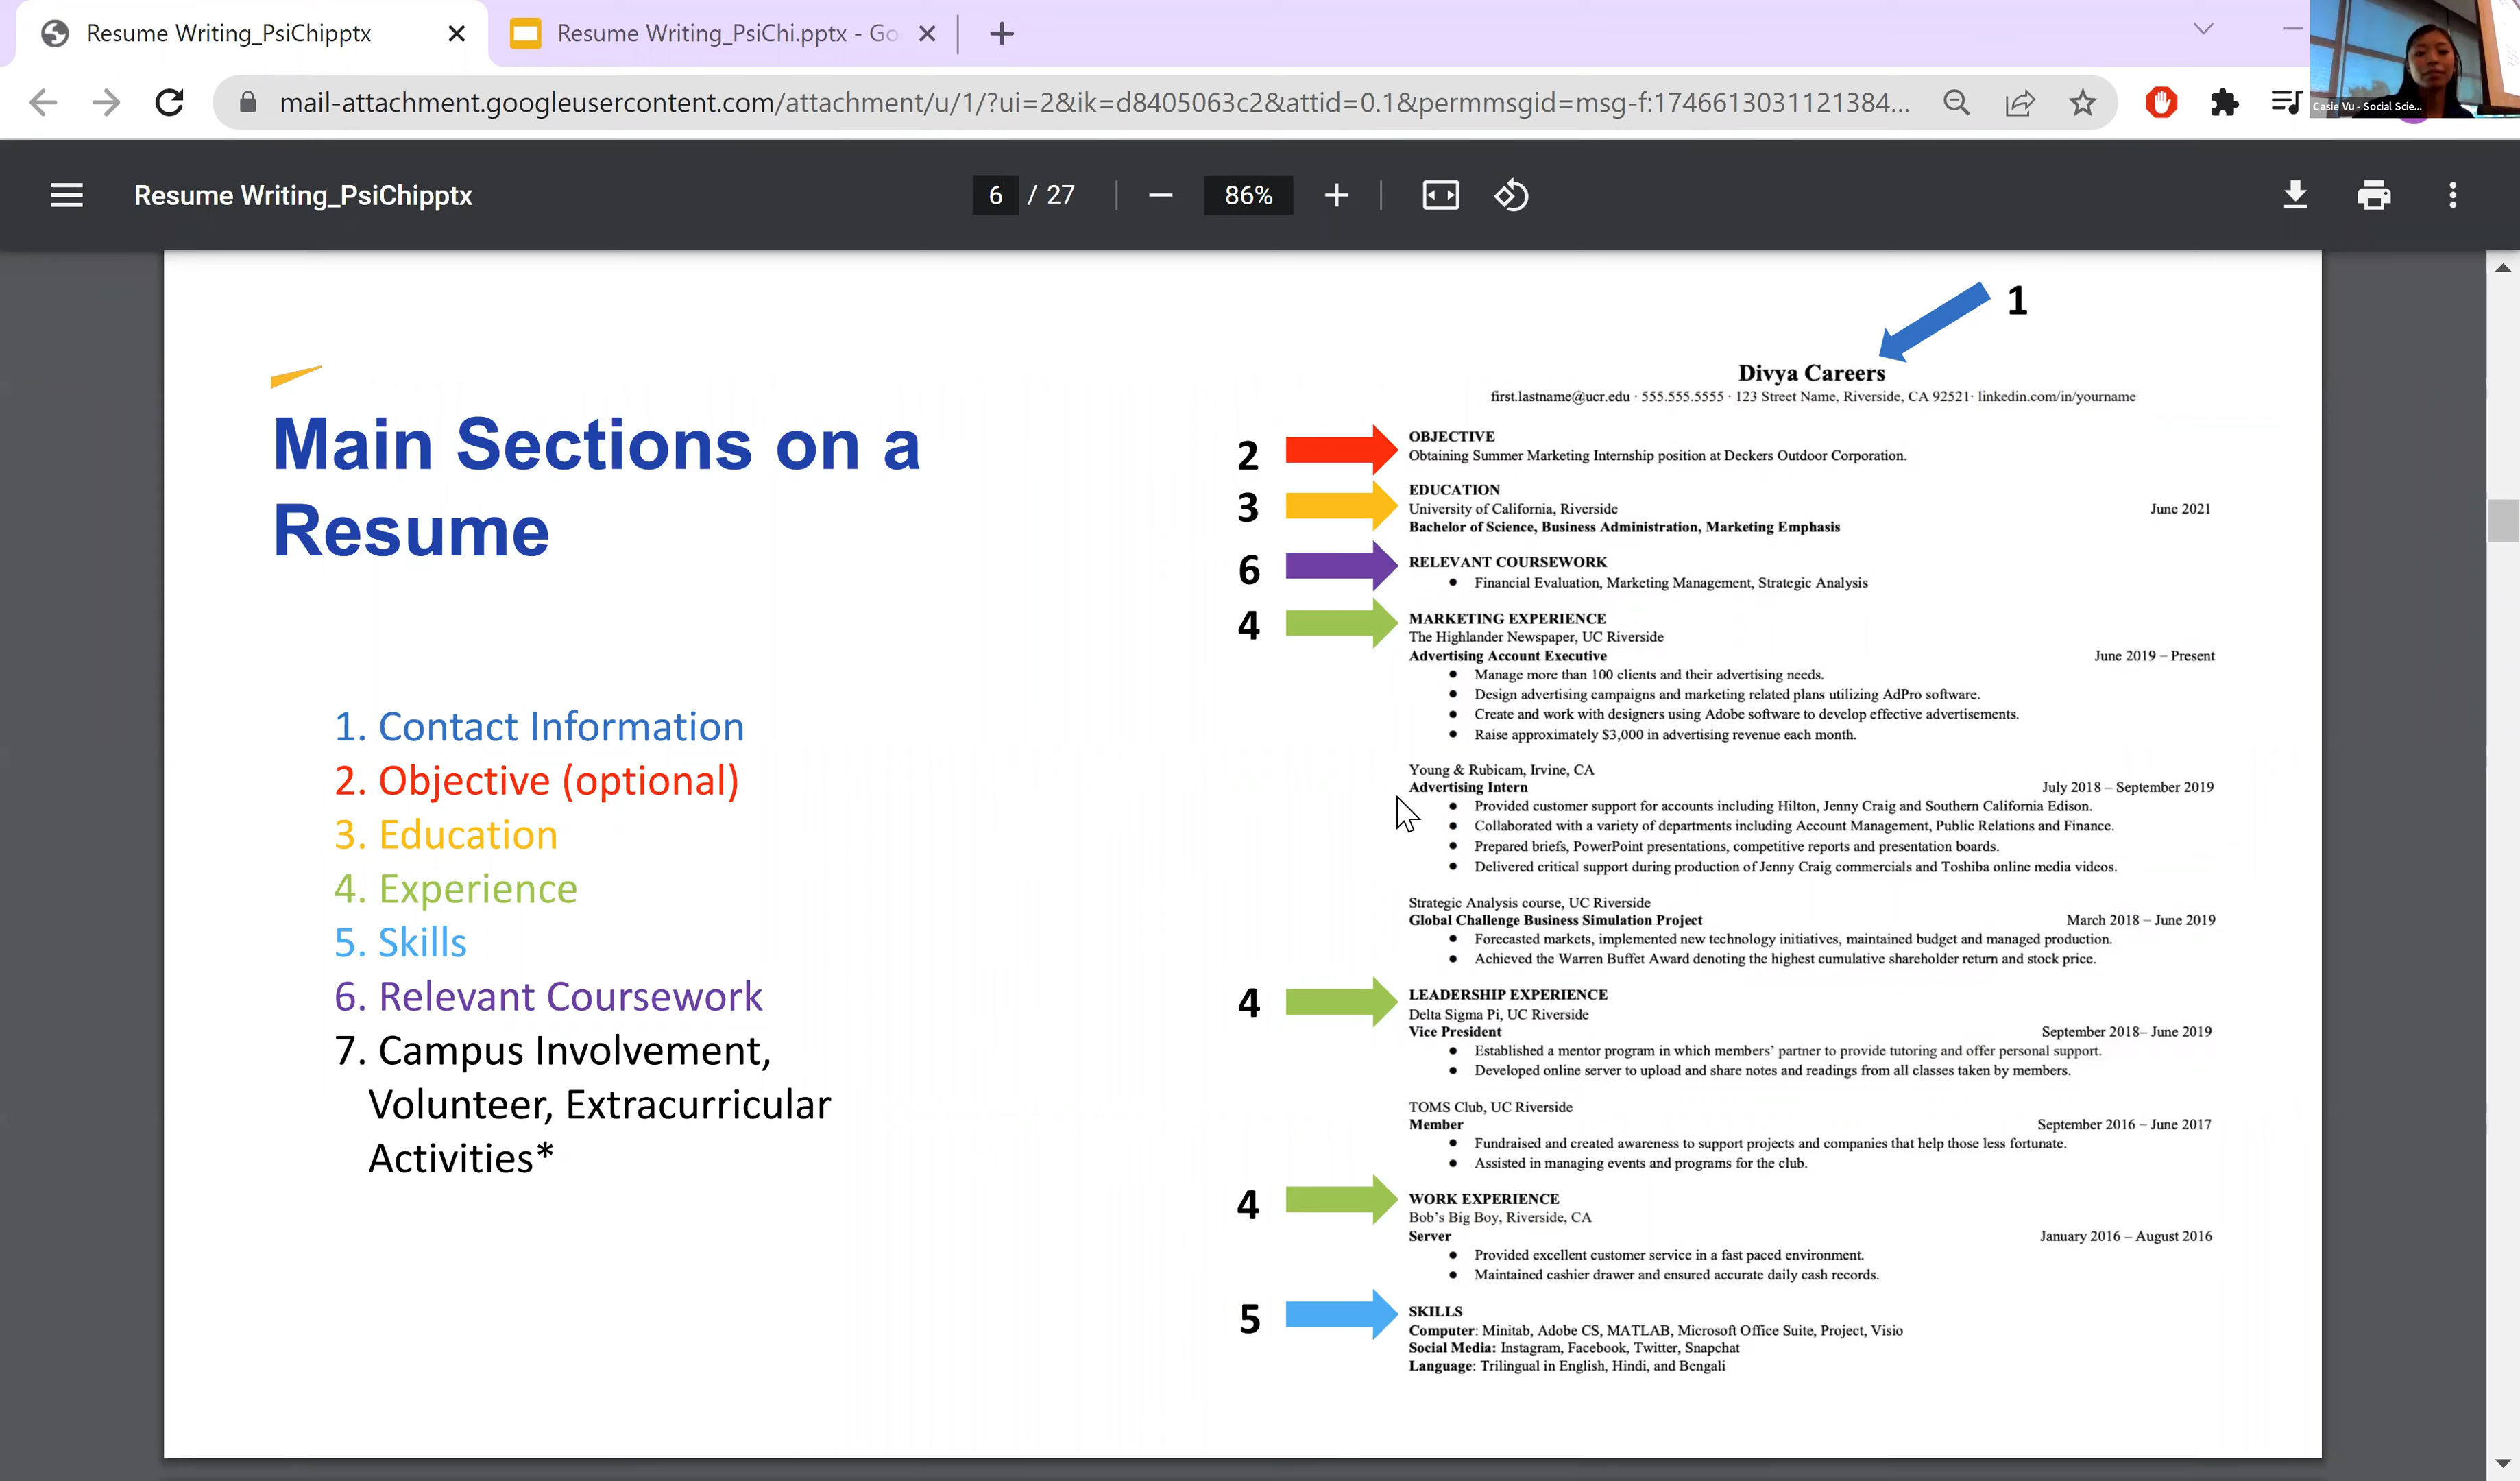 Resume Writing_PsiChipptx
Resume Writing_PsiChi.pptx - Go
mail-attachment.googleusercontent.com/attachment/u/1/?ui=2&ik=d8405063c2&attid=0.1&permmsgid=msg-f:1746613031121384...
Casie Vu - Social Scie...
Resume Writing_PsiChipptx
6 / 27
86%
Main Sections on a
Resume
1. Contact Information
2. Objective (optional)
3. Education
4. Experience
5. Skills
6. Relevant Coursework
7. Campus Involvement,
Volunteer, Extracurricular
Activities*
1
Divya Careers
first.lastname@ucr.edu · 555.555.5555 · 123 Street Name, Riverside, CA 92521· linkedin.com/in/yourname
2
OBJECTIVE
Obtaining Summer Marketing Internship position at Deckers Outdoor Corporation.
3
EDUCATION
University of California, Riverside June 2021
Bachelor of Science, Business Administration, Marketing Emphasis
6
RELEVANT COURSEWORK
• Financial Evaluation, Marketing Management, Strategic Analysis
4
MARKETING EXPERIENCE
The Highlander Newspaper, UC Riverside
Advertising Account Executive June 2019 – Present
• Manage more than 100 clients and their advertising needs.
• Design advertising campaigns and marketing related plans utilizing AdPro software.
• Create and work with designers using Adobe software to develop effective advertisements.
• Raise approximately $3,000 in advertising revenue each month.
Young & Rubicam, Irvine, CA
Advertising Intern July 2018 – September 2019
• Provided customer support for accounts including Hilton, Jenny Craig and Southern California Edison.
• Collaborated with a variety of departments including Account Management, Public Relations and Finance.
• Prepared briefs, PowerPoint presentations, competitive reports and presentation boards.
• Delivered critical support during production of Jenny Craig commercials and Toshiba online media videos.
Strategic Analysis course, UC Riverside
Global Challenge Business Simulation Project March 2018 – June 2019
• Forecasted markets, implemented new technology initiatives, maintained budget and managed production.
• Achieved the Warren Buffet Award denoting the highest cumulative shareholder return and stock price.
4
LEADERSHIP EXPERIENCE
Delta Sigma Pi, UC Riverside
Vice President September 2018– June 2019
• Established a mentor program in which members’ partner to provide tutoring and offer personal support.
• Developed online server to upload and share notes and readings from all classes taken by members.
TOMS Club, UC Riverside
Member September 2016 – June 2017
• Fundraised and created awareness to support projects and companies that help those less fortunate.
• Assisted in managing events and programs for the club.
4
WORK EXPERIENCE
Bob’s Big Boy, Riverside, CA
Server January 2016 – August 2016
• Provided excellent customer service in a fast paced environment.
• Maintained cashier drawer and ensured accurate daily cash records.
5
SKILLS
Computer: Minitab, Adobe CS, MATLAB, Microsoft Office Suite, Project, Visio
Social Media: Instagram, Facebook, Twitter, Snapchat
Language: Trilingual in English, Hindi, and Bengali